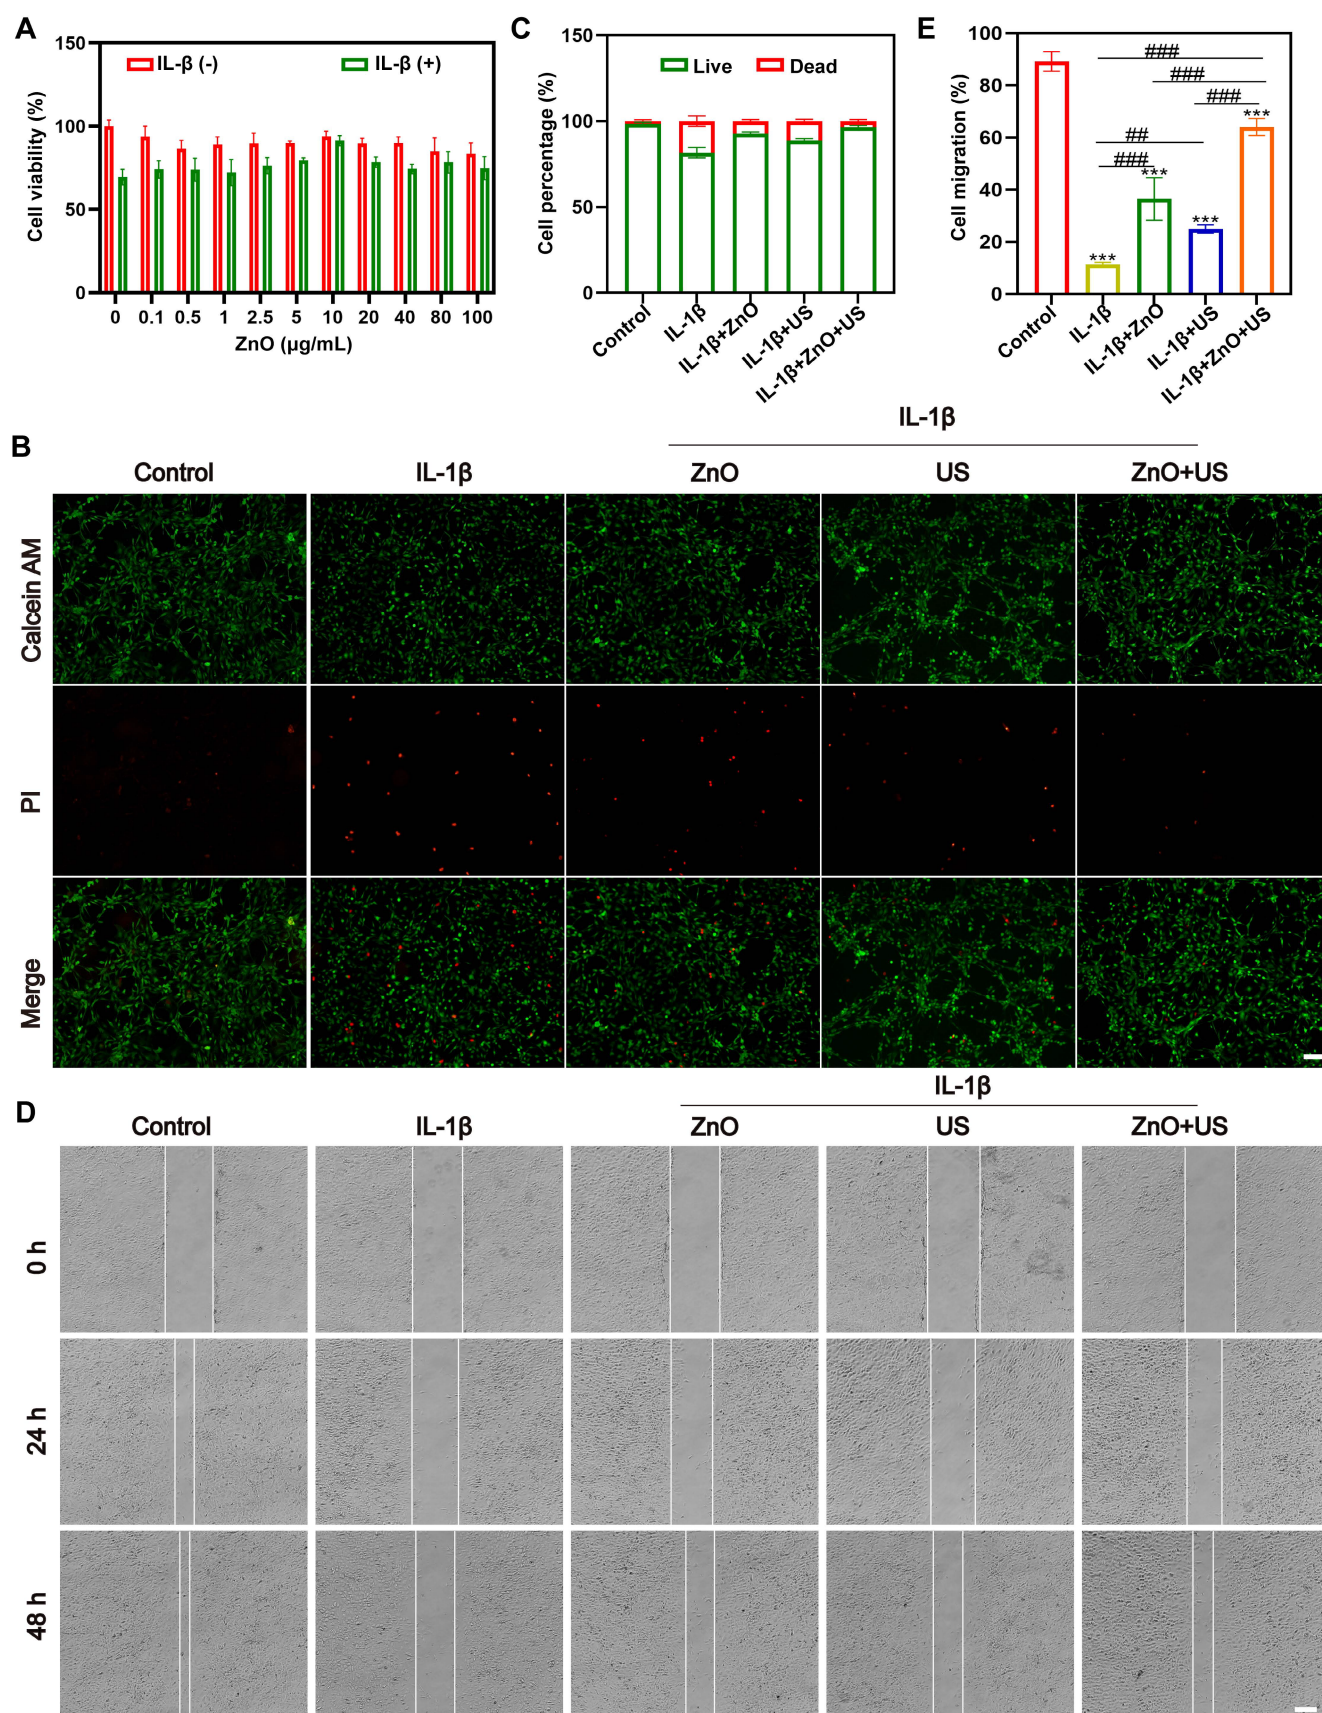 A
150
100
50
0
Cell viability (%)
IL-β (-)
IL-β (+)
0 0.1 0.5 1 2.5 5 10 20 40 80 100
ZnO (μg/mL)
C
150
100
50
0
Cell percentage (%)
Live
Dead
Control
IL-1β
IL-1β+ZnO
IL-1β+US
IL-1β+ZnO+US
E
100
80
60
40
20
0
Cell migration (%)
###
###
###
##
###
***
***
***
***
Control
IL-1β
IL-1β+ZnO
IL-1β+US
IL-1β+ZnO+US
B
IL-1β
Control IL-1β ZnO US ZnO+US
Calcein AM
PI
Merge
D
IL-1β
Control IL-1β ZnO US ZnO+US
0 h
24 h
48 h